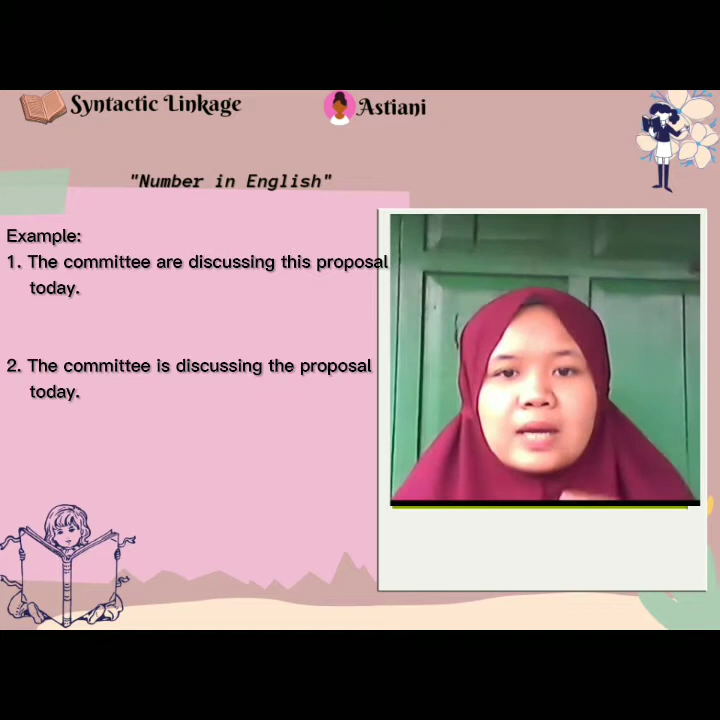 Syntactic Linkage
Astiani
"Number in English"
Example:
1. The committee are discussing this proposal
today.
2. The committee is discussing the proposal
today.